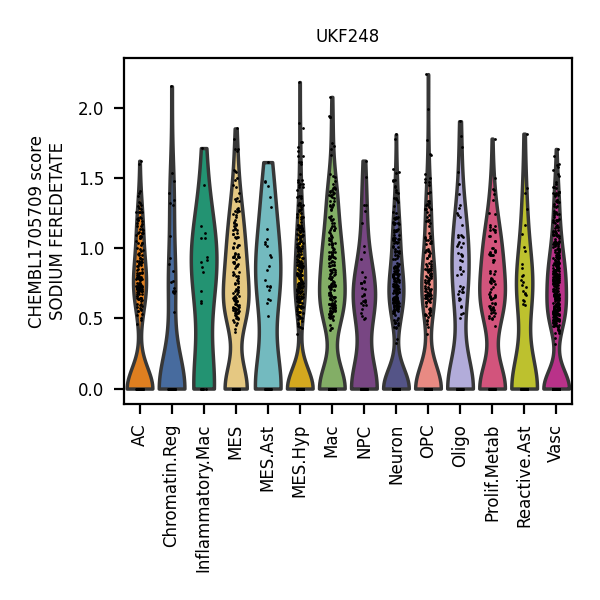 UKF248
CHEMBL1705709 score
SODIUM FEREDETATE
2.0
1.5
1.0
0.5
0.0
AC
Chromatin.Reg
Inflammatory.Mac
MES
MES.Ast
MES.Hyp
Mac
NPC
Neuron
OPC
Oligo
Prolif.Metab
Reactive.Ast
Vasc